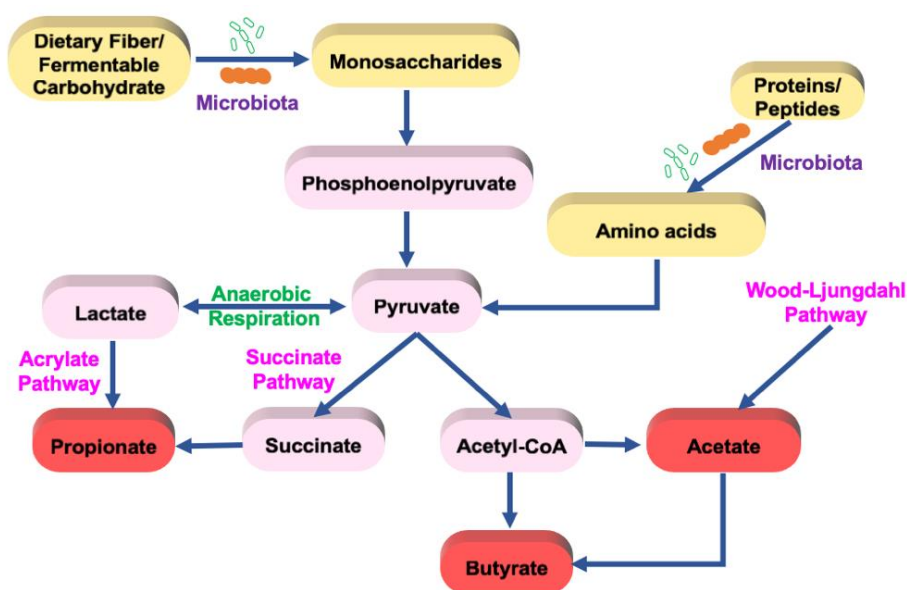 Dietary Fiber/
Fermentable
Carbohydrate
Microbiota
Monosaccharides
Proteins/
Peptides
Microbiota
Phosphoenolpyruvate
Amino acids
Lactate
Anaerobic
Respiration
Pyruvate
Wood-Ljungdahl
Pathway
Acrylate
Pathway
Succinate
Pathway
Propionate
Succinate
Acetyl-CoA
Acetate
Butyrate